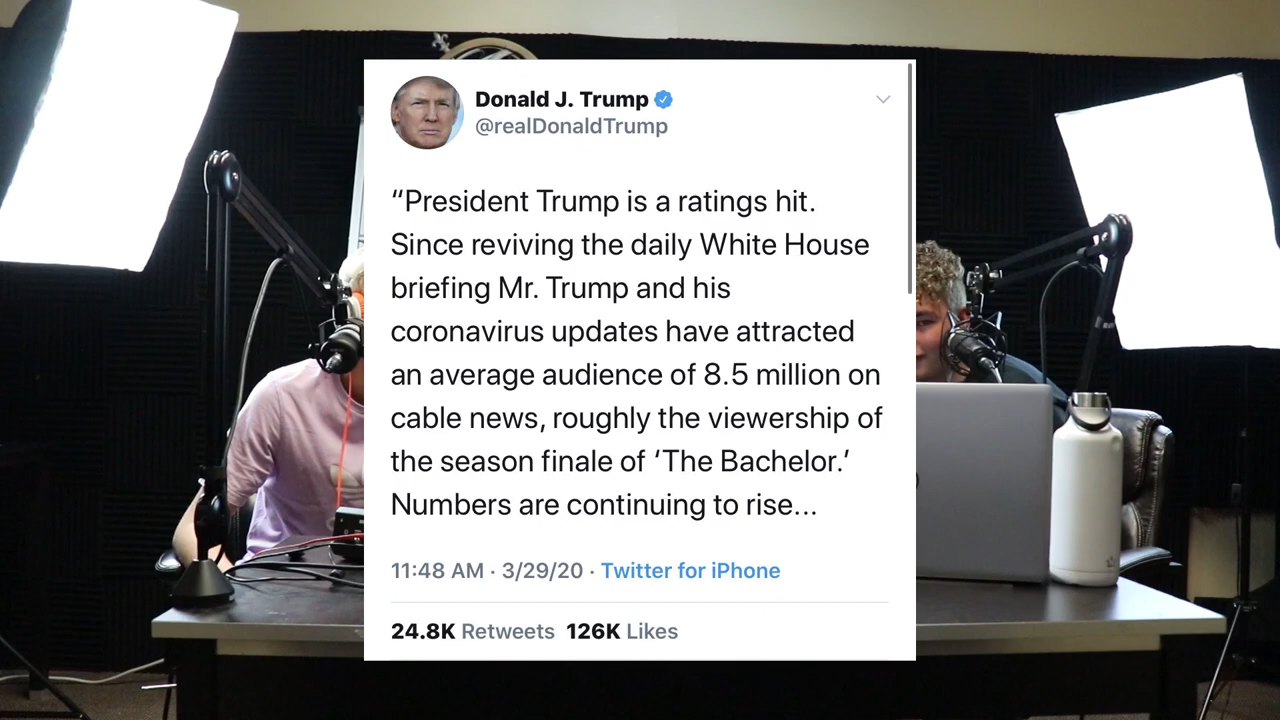 Donald J. Trump
@realDonaldTrump
“President Trump is a ratings hit.
Since reviving the daily White House
briefing Mr. Trump and his
coronavirus updates have attracted
an average audience of 8.5 million on
cable news, roughly the viewership of
the season finale of ‘The Bachelor.’
Numbers are continuing to rise...
11:48 AM · 3/29/20 · Twitter for iPhone
24.8K Retweets 126K Likes